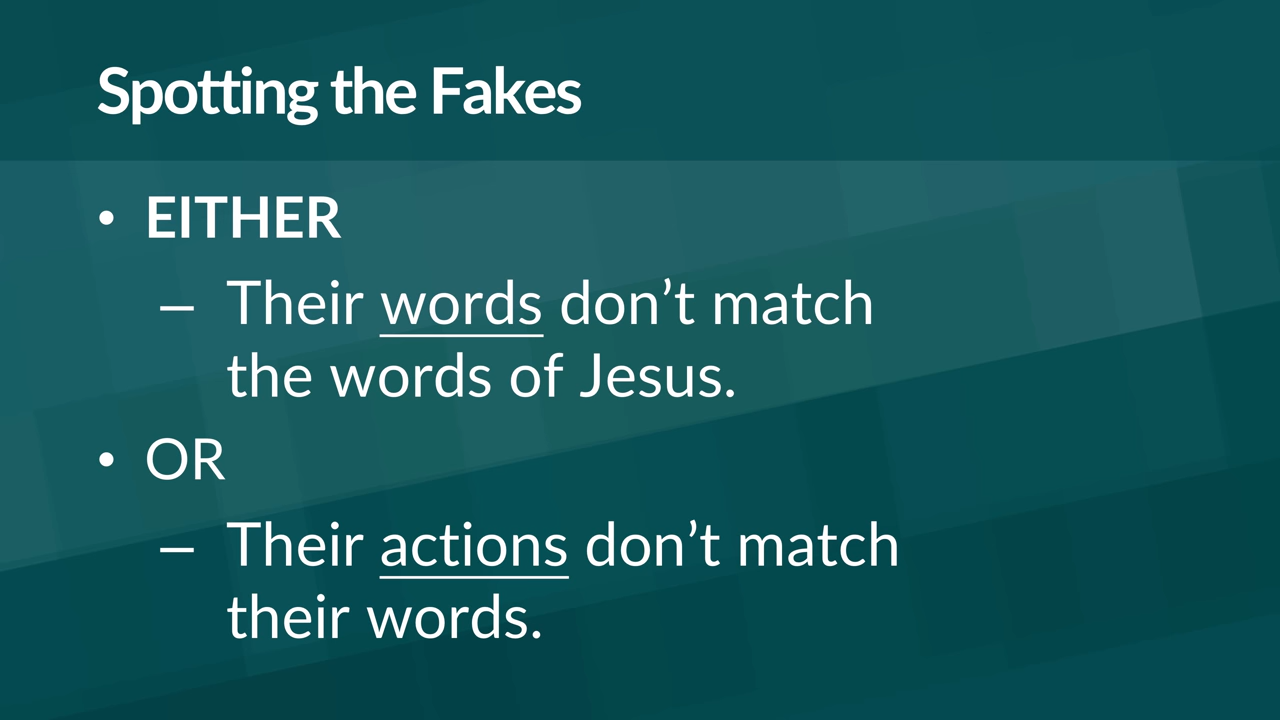 Spotting the Fakes
• EITHER
– Their words don’t match
the words of Jesus.
• OR
– Their actions don’t match
their words.